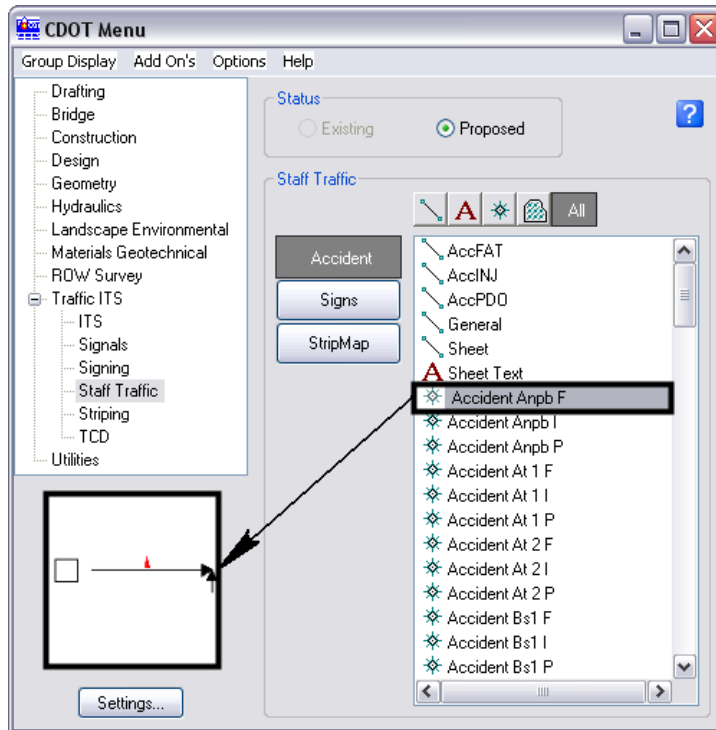 CDOT Menu
Group Display Add On's Options Help
Drafting
Bridge
Construction
Design
Geometry
Hydraulics
Landscape Environmental
Materials Geotechnical
ROW Survey
Traffic ITS
ITS
Signals
Signing
Staff Traffic
Striping
TCD
Utilities
Settings...
Status
Existing Proposed
?
Staff Traffic
A All
Accident
Signs
StripMap
AccFAT
AccINJ
AccPDO
General
Sheet
A Sheet Text
Accident Anpb F
Accident Anpb I
Accident Anpb P
Accident At 1 F
Accident At 1 I
Accident At 1 P
Accident At 2 F
Accident At 2 I
Accident At 2 P
Accident Bs1 F
Accident Bs1 I
Accident Bs1 P